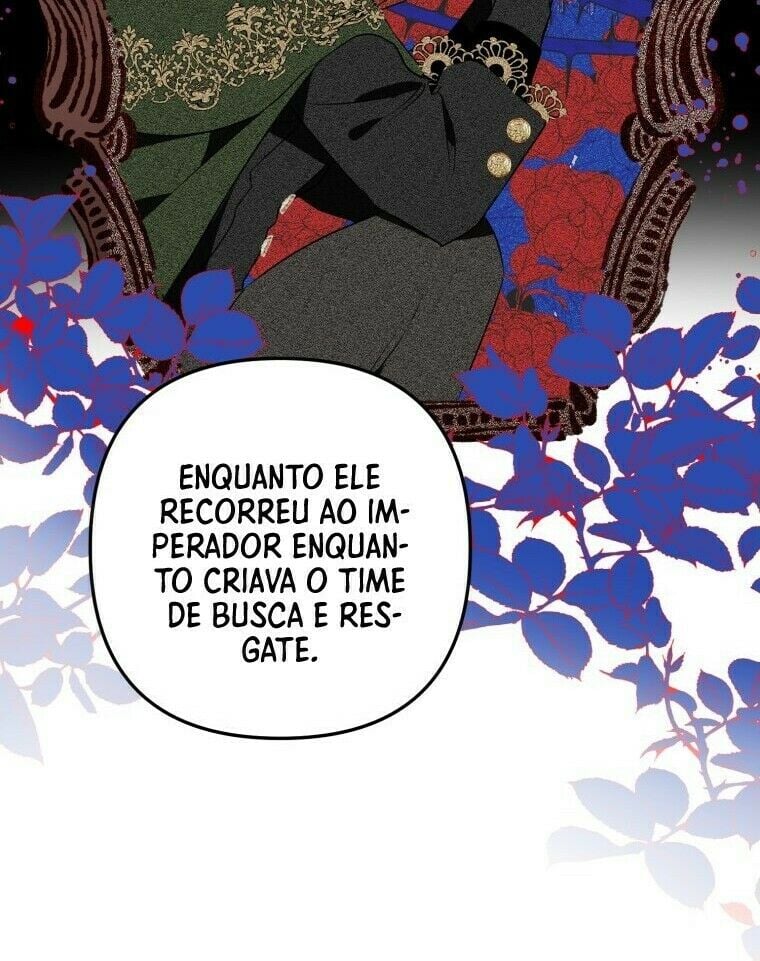 ENQUANTO ELE
RECORREU AO IM-
PERADOR ENQUAN-
TO CRIAVA O TIME
DE BUSCA E RES-
GATE.